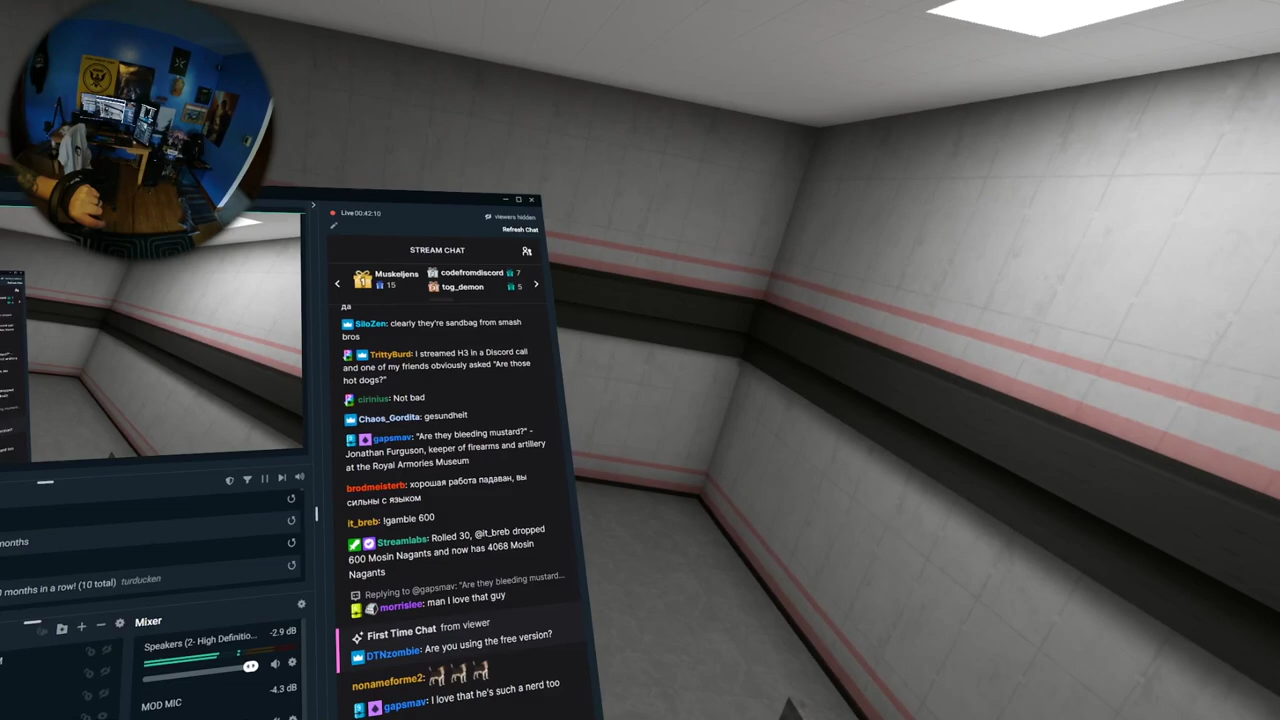 Live 00:42:10
viewers hidden
Refresh Chat
STREAM CHAT
Muskeljens
15
codefromdiscord 7
tog_demon 5
да
SiloZen: clearly they're sandbag from smash
bros
TrittyBurd: I streamed H3 in a Discord call
and one of my friends obviously asked "Are those
hot dogs?"
cirinius: Not bad
Chaos_Gordita: gesundheit
gapsmav: "Are they bleeding mustard?" -
Jonathan Furguson, keeper of firearms and artillery
at the Royal Armories Museum
brodmeisterb: хорошая работа падаван, вы
сильны с языком
it_breb: !gamble 600
Streamlabs: Rolled 30, @it_breb dropped
600 Mosin Nagants and now has 4068 Mosin
Nagants
Replying to @gapsmav: "Are they bleeding mustard...
morrislee: man I love that guy
First Time Chat from viewer
DTNzombie: Are you using the free version?
nonameforme2:
gapsmav: I love that he's such a nerd too
months
months in a row! (10 total) turducken
Mixer
Speakers (2- High Definitio...
-2.9 dB
MOD MIC
-4.3 dB